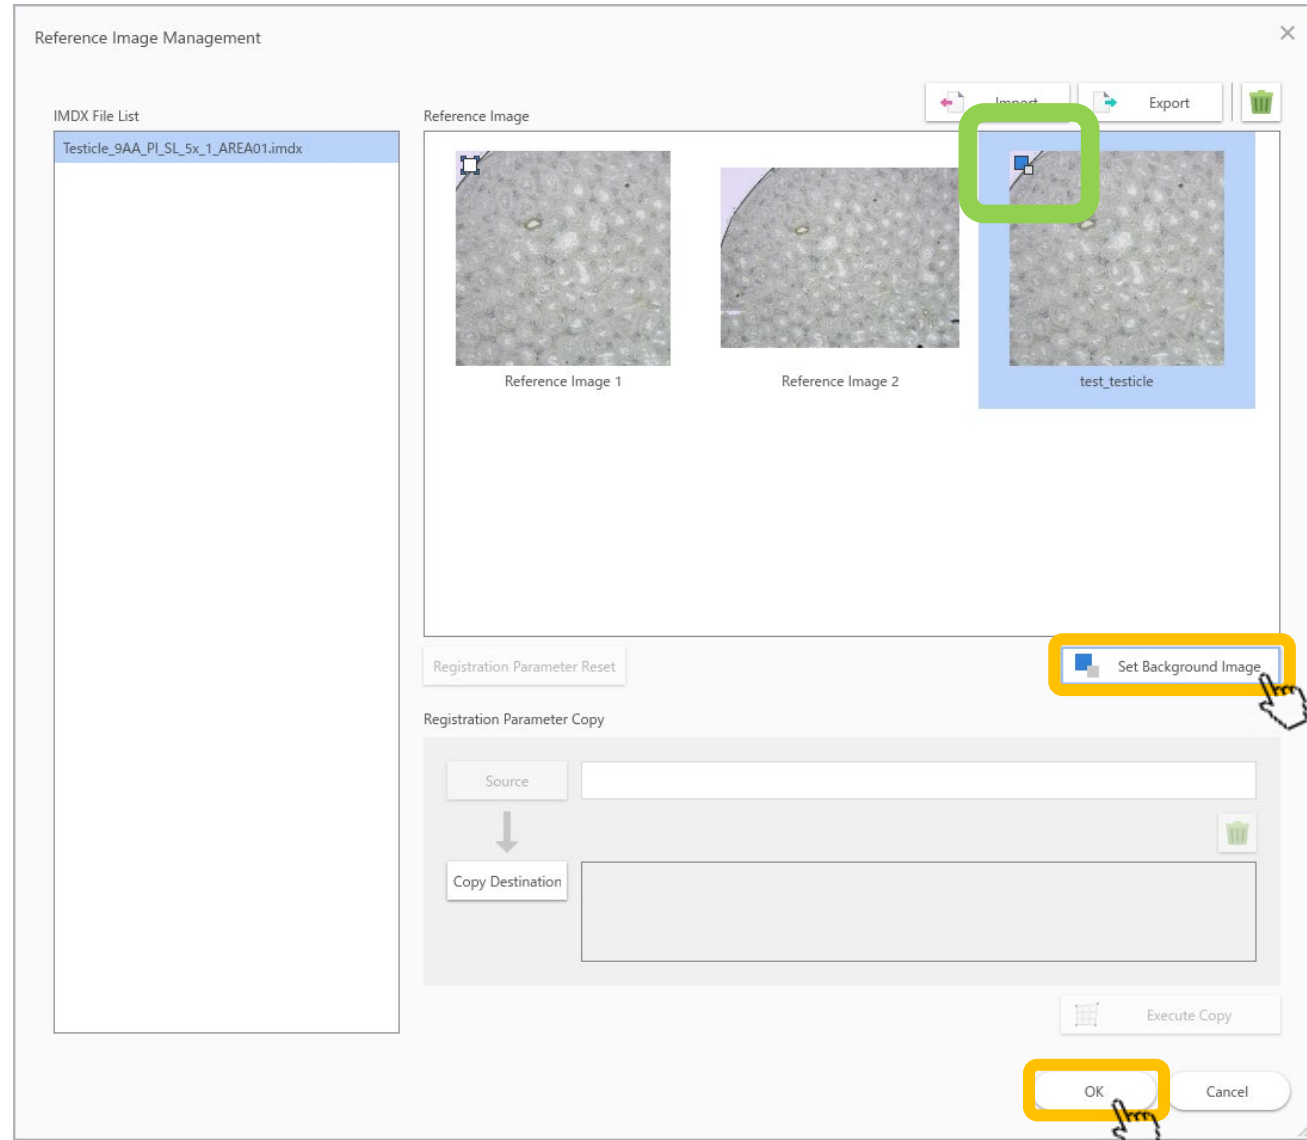 Reference Image Management
IMDX File List
Reference Image
Import
Export
Testicle_9AA_PI_SL_5x_1_AREA01.imdx
Reference Image 1
Reference Image 2
test_testicle
Registration Parameter Reset
Set Background Image
Registration Parameter Copy
Source
Copy Destination
Execute Copy
OK
Cancel